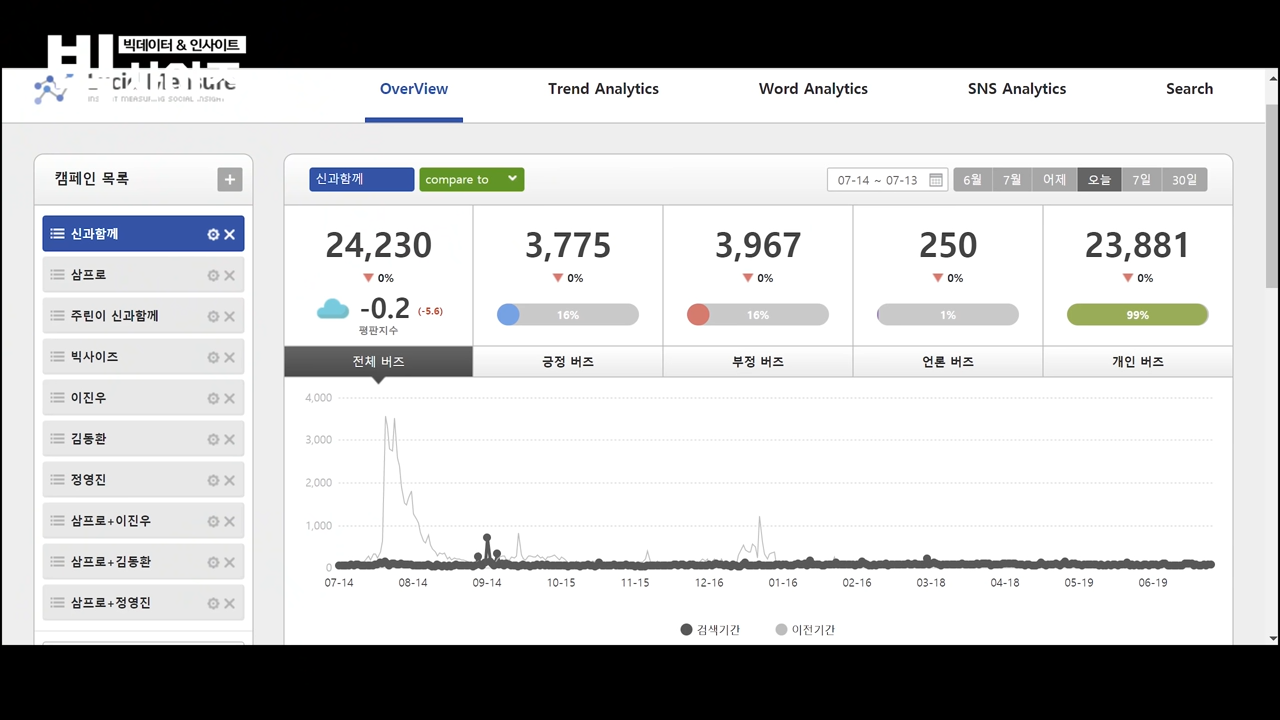 빅데이터 & 인사이트
OverView
Trend Analytics
Word Analytics
SNS Analytics
Search
캠페인 목록
+
신과함께
삼프로
주린이 신과함께
빅사이즈
이진우
김동환
정영진
삼프로+이진우
삼프로+김동환
삼프로+정영진
신과함께
compare to
07-14 ~ 07-13
6월
7월
어제
오늘
7일
30일
24,230
▼ 0%
-0.2 (-5.6)
평판지수
전체 버즈
3,775
▼ 0%
16%
긍정 버즈
3,967
▼ 0%
16%
부정 버즈
250
▼ 0%
1%
언론 버즈
23,881
▼ 0%
99%
개인 버즈
4,000
3,000
2,000
1,000
0
07-14 08-14 09-14 10-15 11-15 12-16 01-16 02-16 03-18 04-18 05-19 06-19
검색기간 이전기간